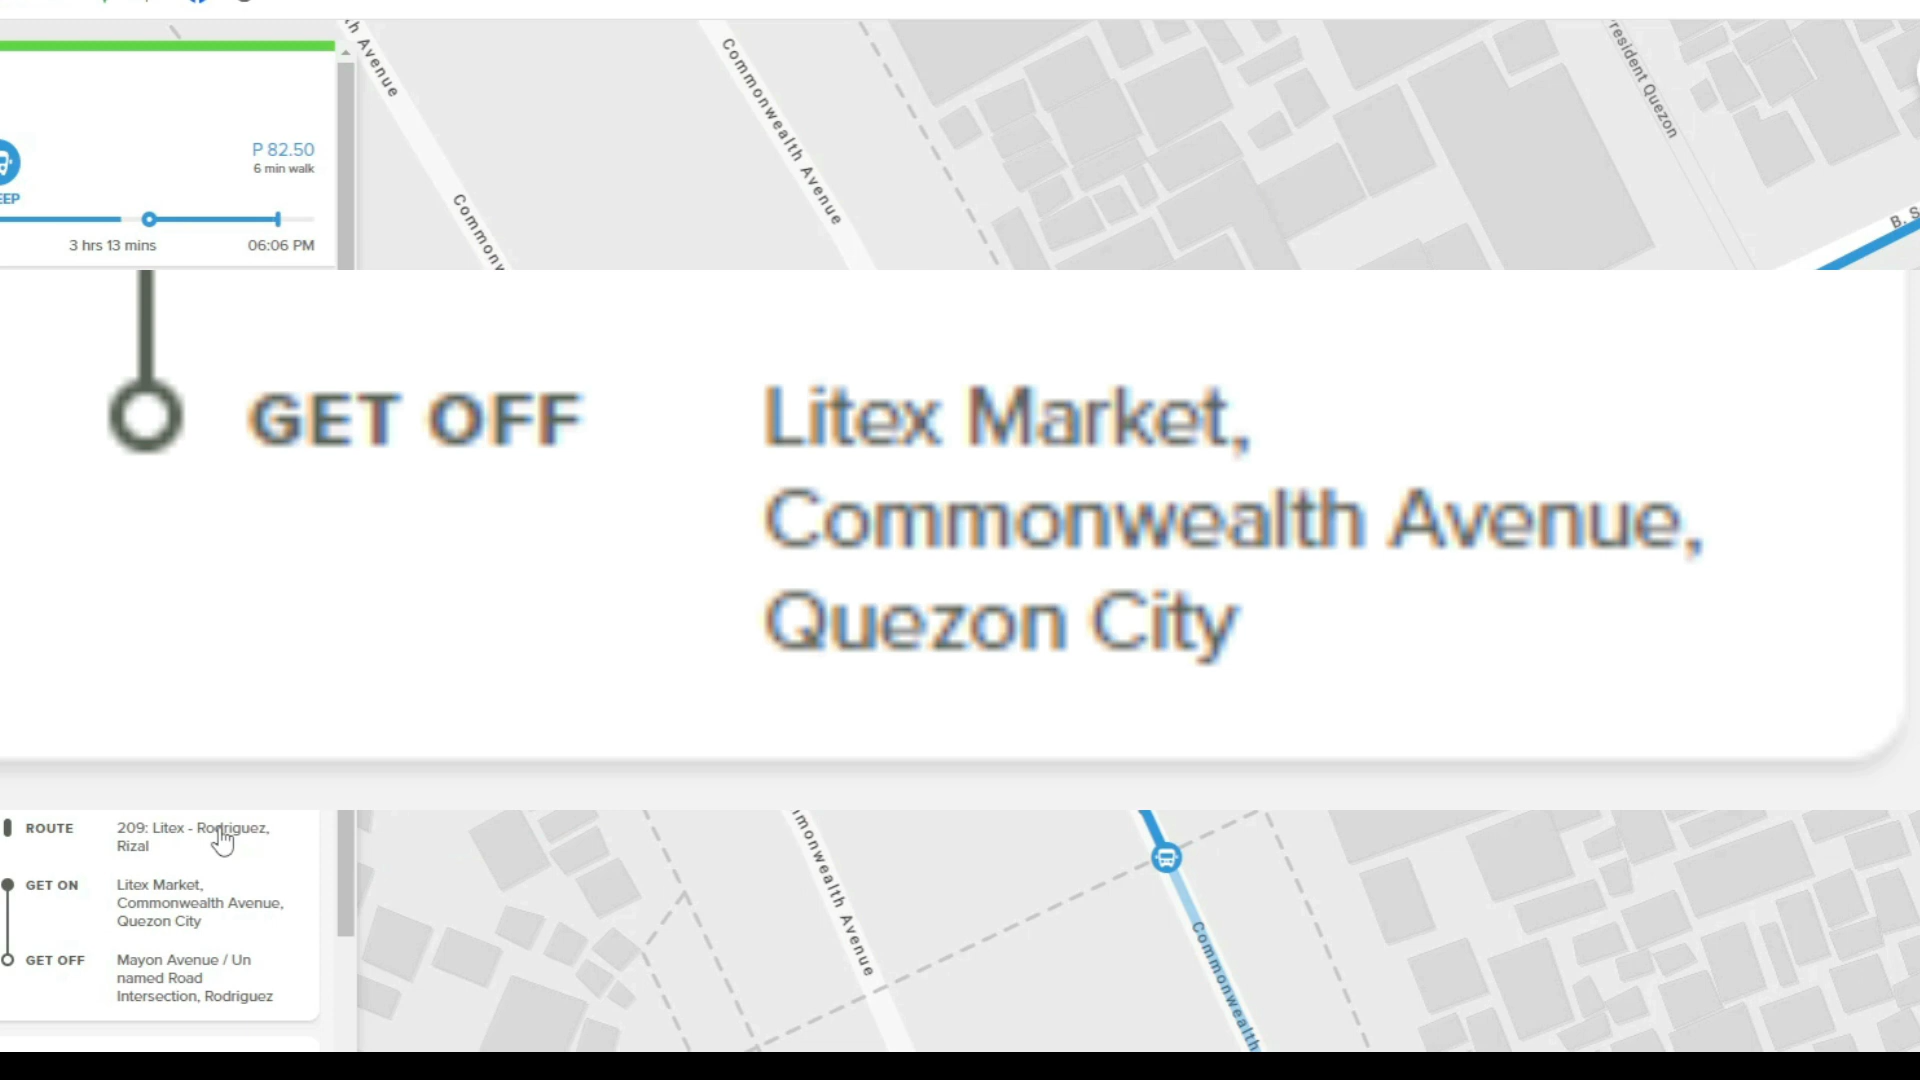 h Avenue
Commonwealth Avenue
resident Quezon
P 82.50
6 min walk
EEP
3 hrs 13 mins
06:06 PM
Commonw
B. S
GET OFF
Litex Market,
Commonwealth Avenue,
Quezon City
ROUTE
209: Litex - Rodriguez,
Rizal
GET ON
Litex Market,
Commonwealth Avenue,
Quezon City
GET OFF
Mayon Avenue / Un
named Road
Intersection, Rodriguez
monwealth Avenue
Commonwealth